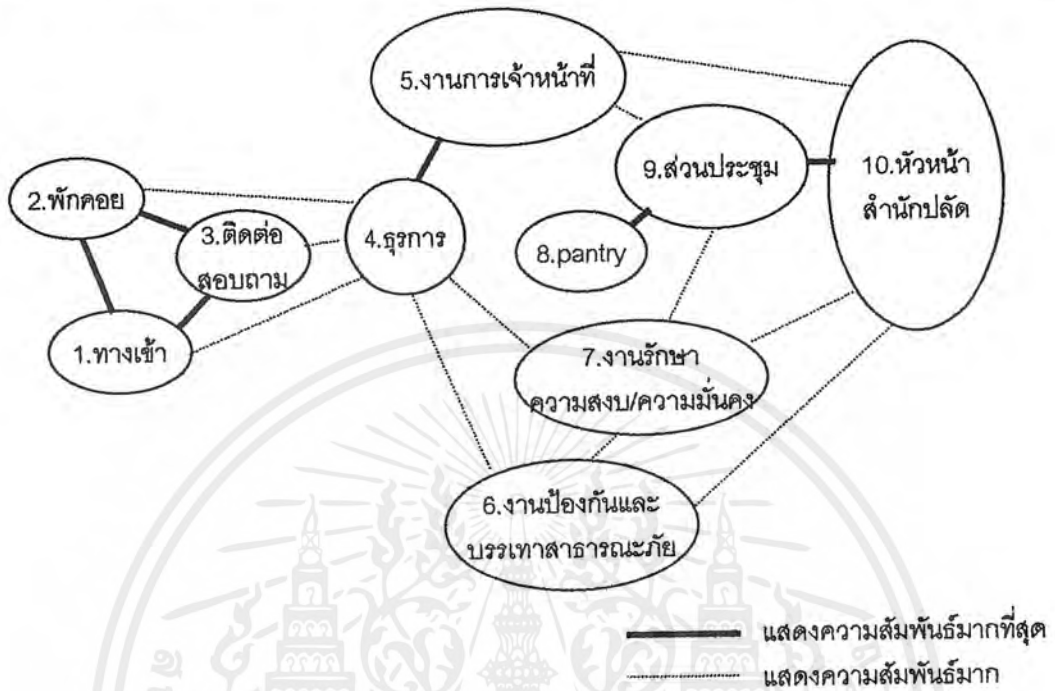 5.งานการเจ้าหน้าที่
10.หัวหน้า
สำนักปลัด
9.ส่วนประชุม
2.พักคอย
3.ติดต่อ
สอบถาม
4.ธุรการ
8.pantry
1.ทางเข้า
7.งานรักษา
ความสงบ/ความมั่นคง
6.งานป้องกันและ
บรรเทาสาธารณะภัย
แสดงความสัมพันธ์มากที่สุด
แสดงความสัมพันธ์มาก